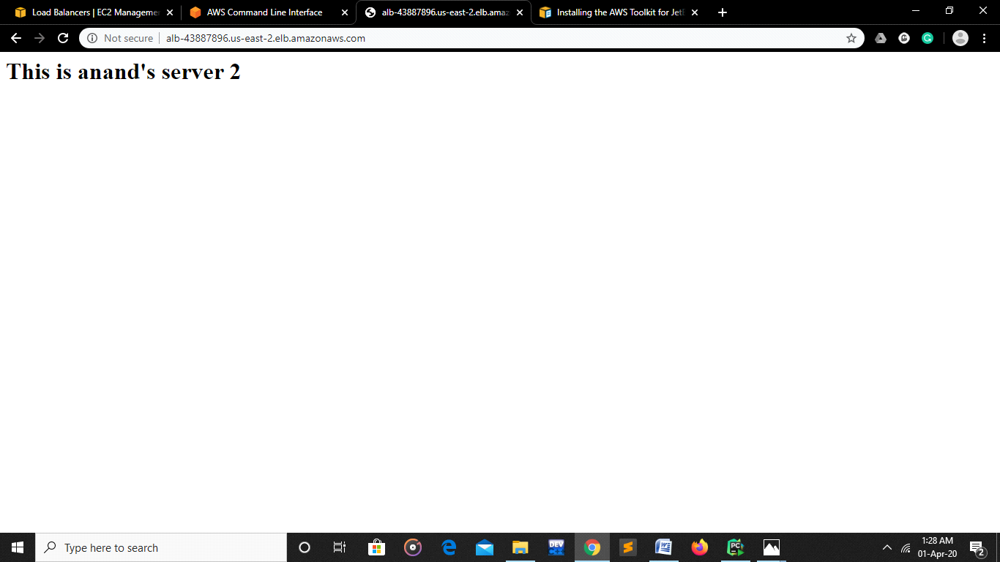 Load Balancers | EC2 Manageme
AWS Command Line Interface
alb-43887896.us-east-2.elb.amaz
Installing the AWS Toolkit for Jet
Not secure
alb-43887896.us-east-2.elb.amazonaws.com
This is anand's server 2
Type here to search
DEV
PC
1:28 AM
01-Apr-20
2